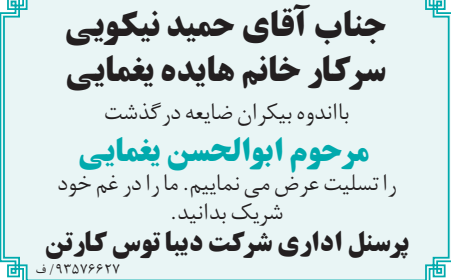 جناب آقای حمید نیکویی
سرکار خانم هایده یغمایی
بااندوه بیکران ضایعه درگذشت
مرحوم ابوالحسن یغمایی
را تسلیت عرض می نماییم. ما را در غم خود
شریک بدانید.
پرسنل اداری شرکت دیبا توس کارتن
۹۳۵۷۶۶۲۷/ ف